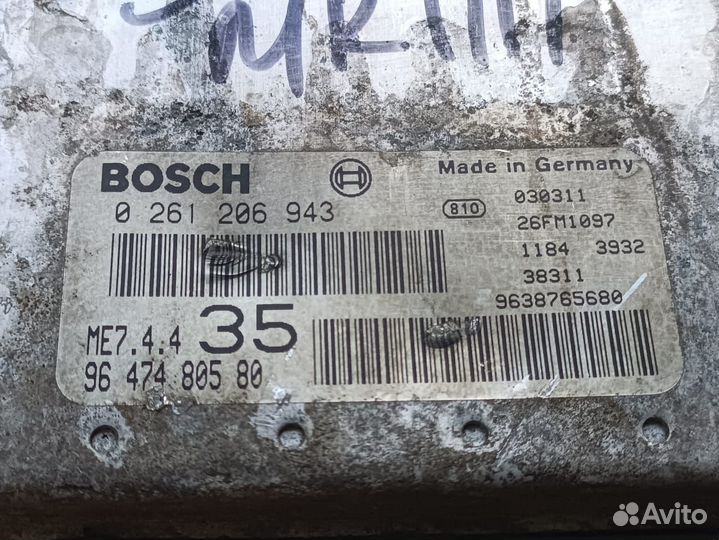 BOSCH
Made in Germany
0 261 206 943
810
030311
26FM1097
1184 3932
38311
9638765680
ME7.4.4
35
96 474 805 80
Avito